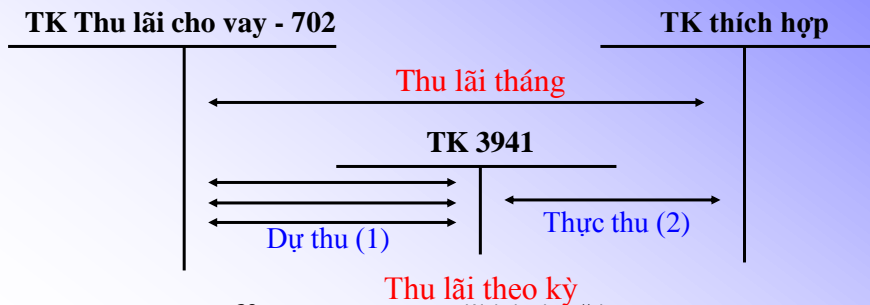 TK Thu lãi cho vay - 702
TK thích hợp
Thu lãi tháng
TK 3941
Dự thu (1)
Thực thu (2)
Thu lãi theo kỳ